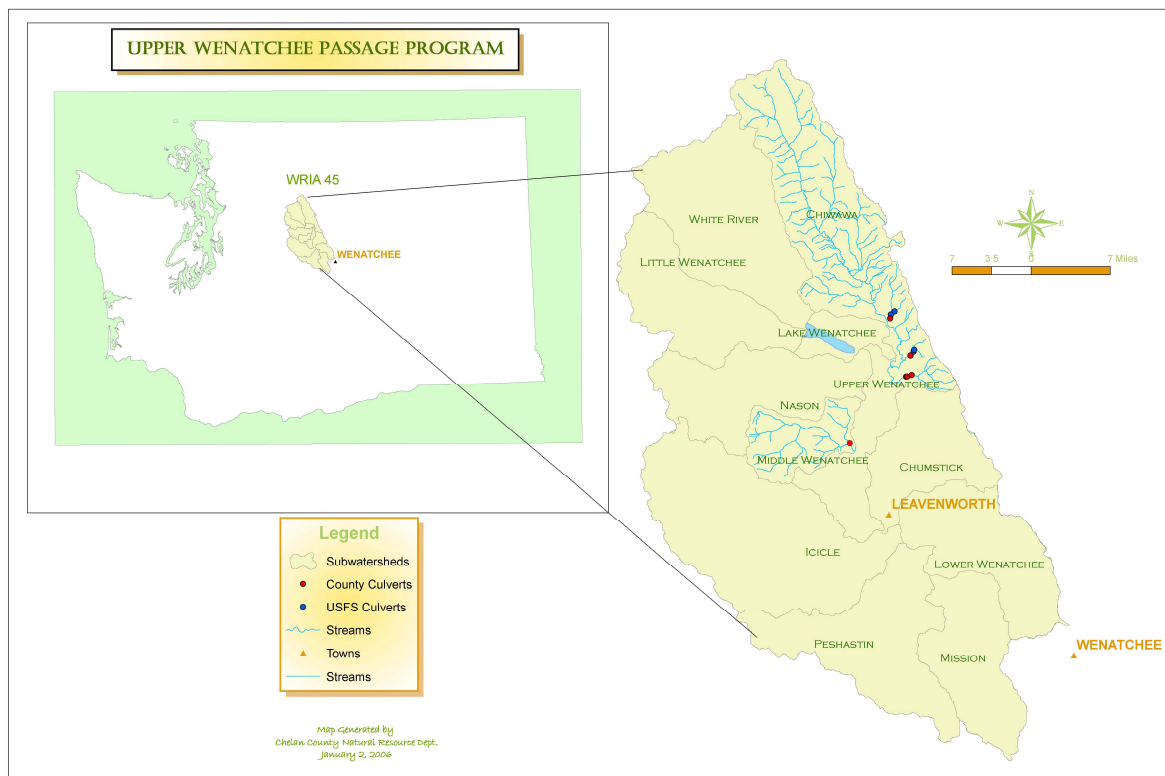 UPPER WENATCHEE PASSAGE PROGRAM
WRIA 45
WENATCHEE
WHITE RIVER
CHIWAWA
LITTLE WENATCHEE
LAKE WENATCHEE
UPPER WENATCHEE
NASON
MIDDLE WENATCHEE
CHUMSTICK
LEAVENWORTH
ICICLE
LOWER WENATCHEE
PESHASTIN
MISSION
WENATCHEE
N
W E
S
7 3.5 0 7 Miles
Legend
Subwatersheds
County Culverts
USFS Culverts
Streams
Towns
Streams
Map Generated by
Chelan County Natural Resource Dept.
January 2, 2006